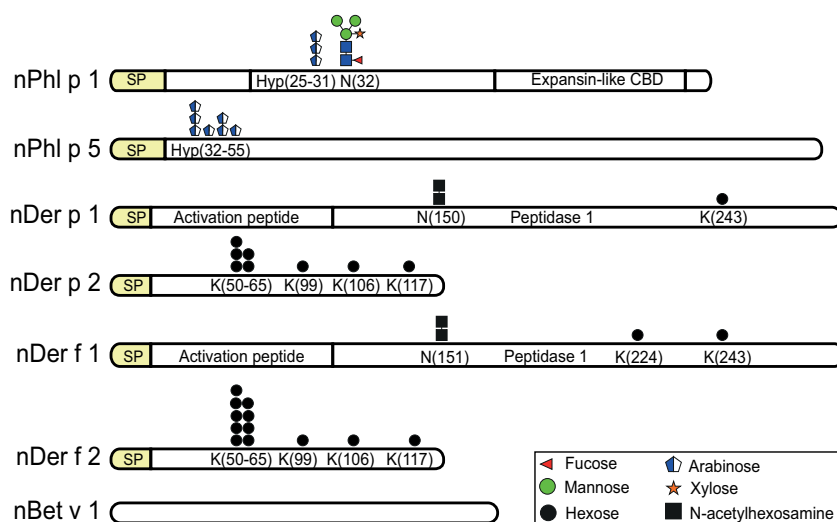 nPhl p 1 SP Hyp(25-31) N(32) Expansin-like CBD
nPhl p 5 SP Hyp(32-55)
nDer p 1 SP Activation peptide N(150) Peptidase 1 K(243)
nDer p 2 SP K(50-65) K(99) K(106) K(117)
nDer f 1 SP Activation peptide N(151) Peptidase 1 K(224) K(243)
nDer f 2 SP K(50-65) K(99) K(106) K(117)
nBet v 1
Fucose Arabinose
Mannose Xylose
Hexose N-acetylhexosamine